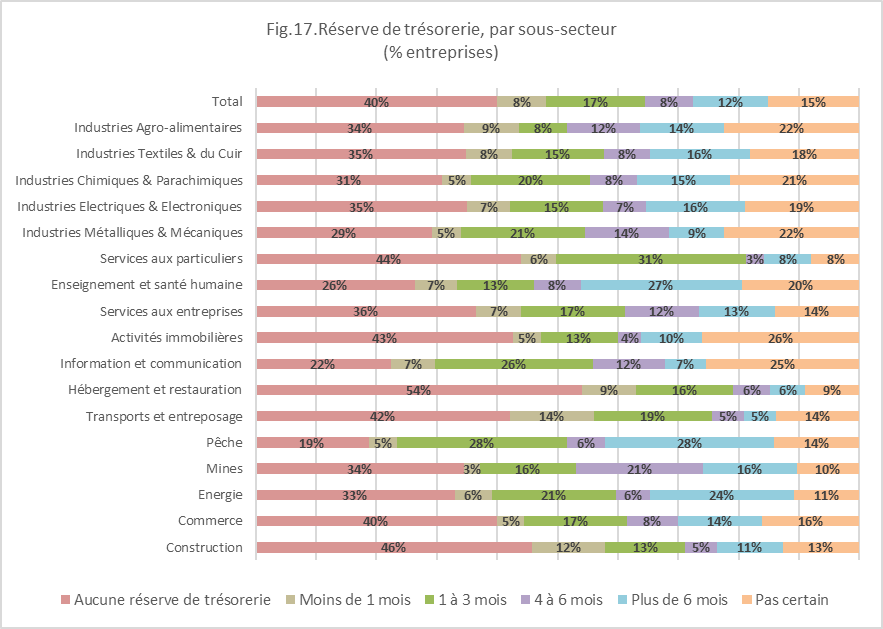 Fig.17.Réserve de trésorerie, par sous-secteur
(% entreprises)
Total 40% 8% 17% 8% 12% 15%
Industries Agro-alimentaires 34% 9% 8% 12% 14% 22%
Industries Textiles & du Cuir 35% 8% 15% 8% 16% 18%
Industries Chimiques & Parachimiques 31% 5% 20% 8% 15% 21%
Industries Electriques & Electroniques 35% 7% 15% 7% 16% 19%
Industries Métalliques & Mécaniques 29% 5% 21% 14% 9% 22%
Services aux particuliers 44% 6% 31% 3% 8% 8%
Enseignement et santé humaine 26% 7% 13% 8% 27% 20%
Services aux entreprises 36% 7% 17% 12% 13% 14%
Activités immobilières 43% 5% 13% 4% 10% 26%
Information et communication 22% 7% 26% 12% 7% 25%
Hébergement et restauration 54% 9% 16% 6% 6% 9%
Transports et entreposage 42% 14% 19% 5% 5% 14%
Pêche 19% 5% 28% 6% 28% 14%
Mines 34% 3% 16% 21% 16% 10%
Energie 33% 6% 21% 6% 24% 11%
Commerce 40% 5% 17% 8% 14% 16%
Construction 46% 12% 13% 5% 11% 13%
Aucune réserve de trésorerie Moins de 1 mois 1 à 3 mois 4 à 6 mois Plus de 6 mois Pas certain